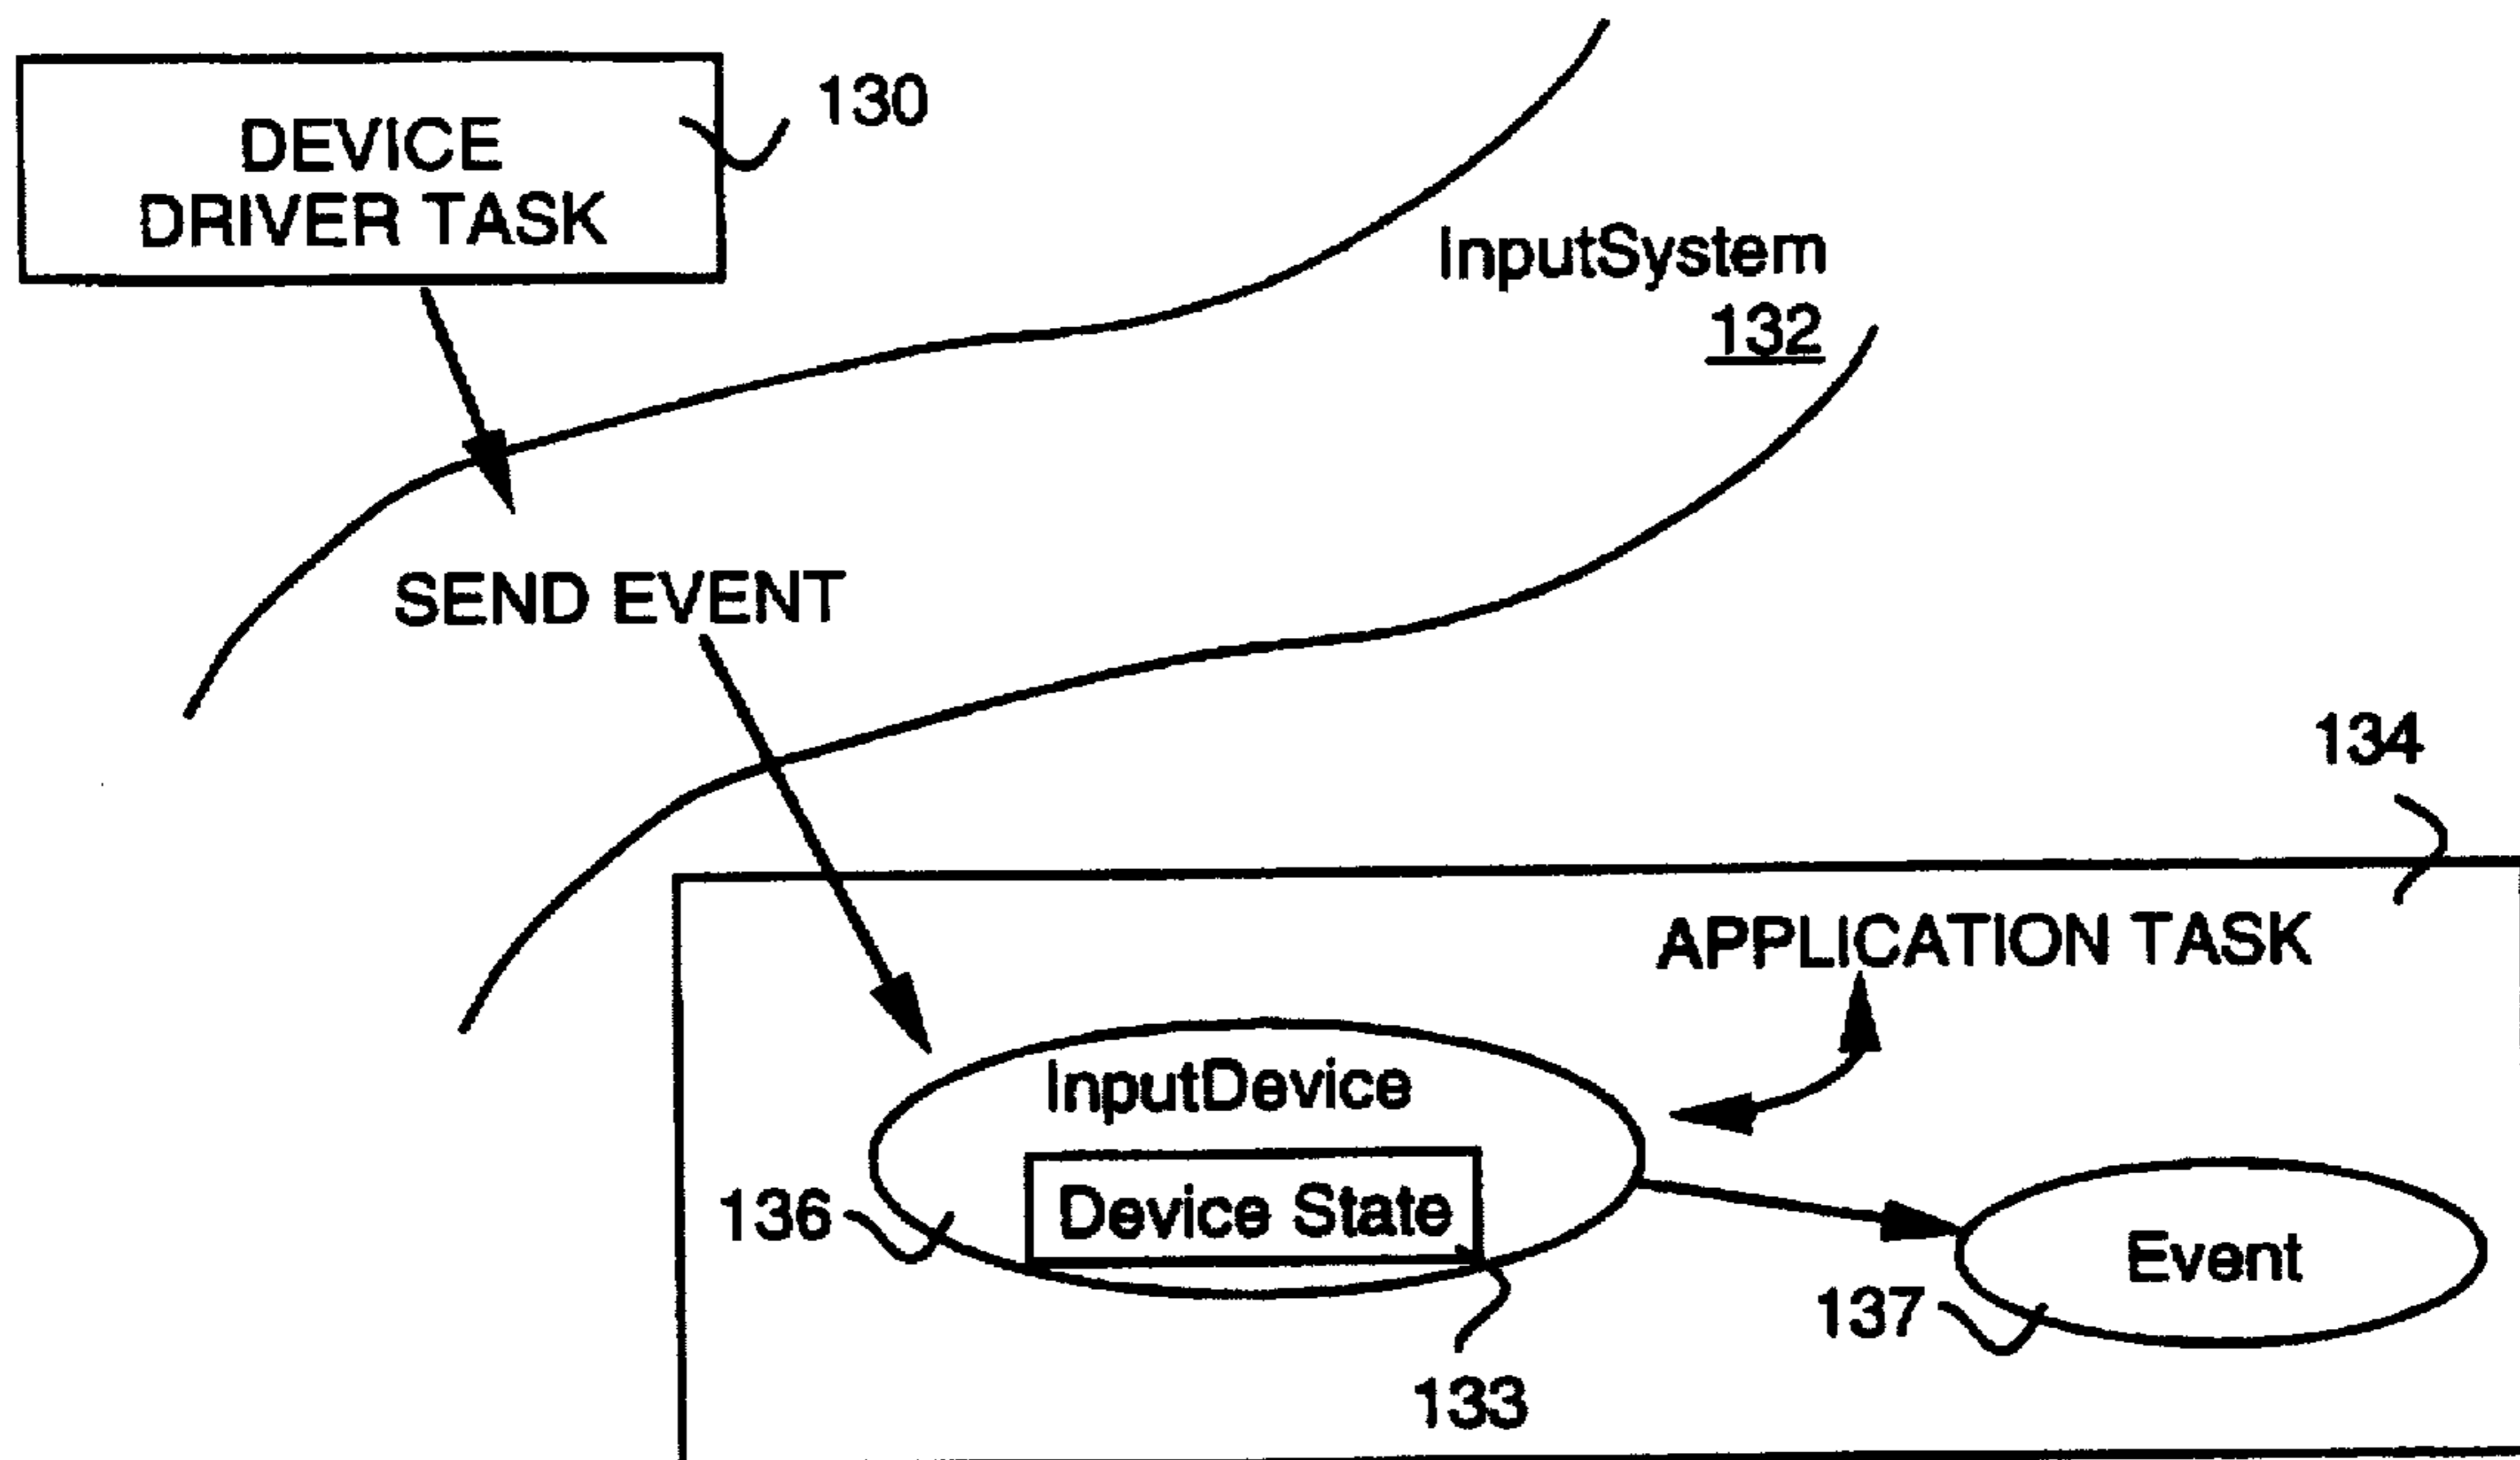 DEVICE
DRIVER TASK
130
InputSystem
132
SEND EVENT
134
APPLICATION TASK
InputDevice
Device State
136
133
Event
137